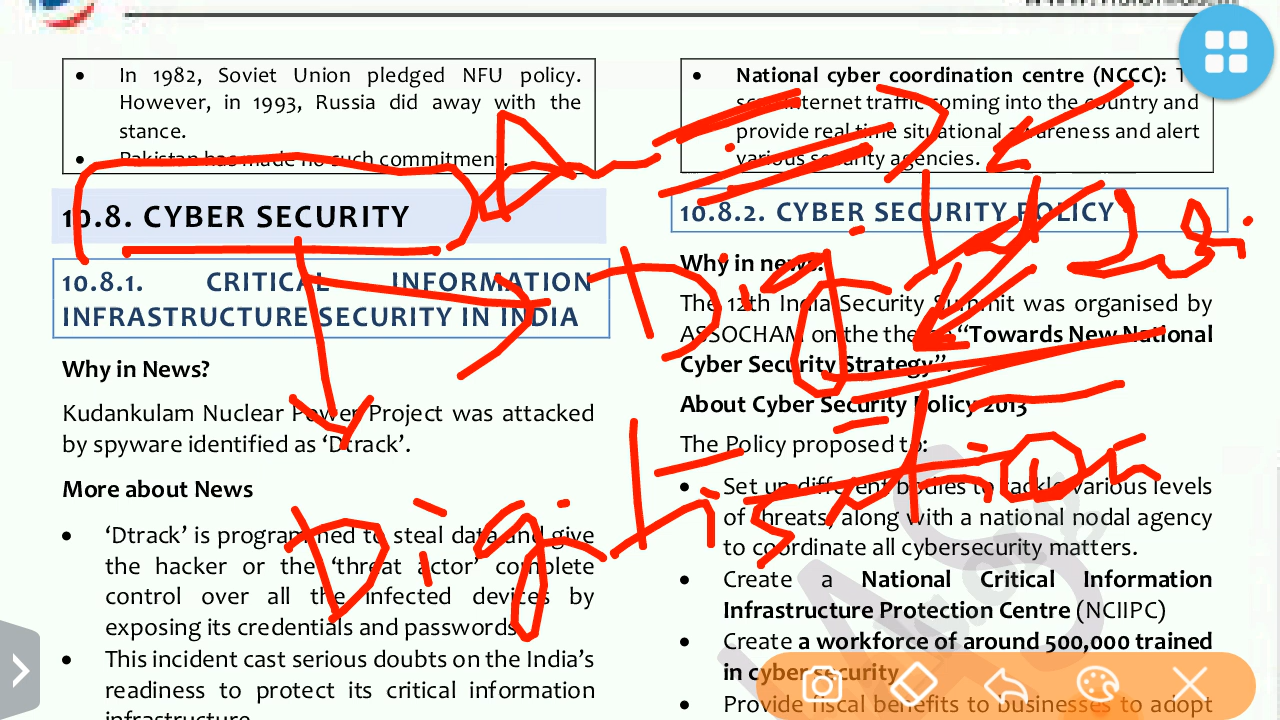 In 1982, Soviet Union pledged NFU policy.
However, in 1993, Russia did away with the
stance.
Pakistan has made no such commitment.
10.8. CYBER SECURITY
10.8.1. CRITICAL INFORMATION
INFRASTRUCTURE SECURITY IN INDIA
Why in News?
Kudankulam Nuclear Power Project was attacked
by spyware identified as ‘Dtrack’.
More about News
‘Dtrack’ is programmed to steal data and give
the hacker or the ‘threat actor’ complete
control over all the infected devices by
exposing its credentials and passwords.
This incident cast serious doubts on the India’s
readiness to protect its critical information
infrastructure.
National cyber coordination centre (NCCC):
scan internet traffic coming into the country and
provide real time situational awareness and alert
various security agencies.
10.8.2. CYBER SECURITY POLICY
Why in news?
The 12th India Security Summit was organised by
ASSOCHAM on the theme “Towards New National
Cyber Security Strategy”.
About Cyber Security Policy 2013
The Policy proposed to:
Set up different bodies to tackle various levels
of threats, along with a national nodal agency
to coordinate all cybersecurity matters.
Create a National Critical Information
Infrastructure Protection Centre (NCIIPC)
Create a workforce of around 500,000 trained
in cyber security
Provide fiscal benefits to businesses to adopt
Digital